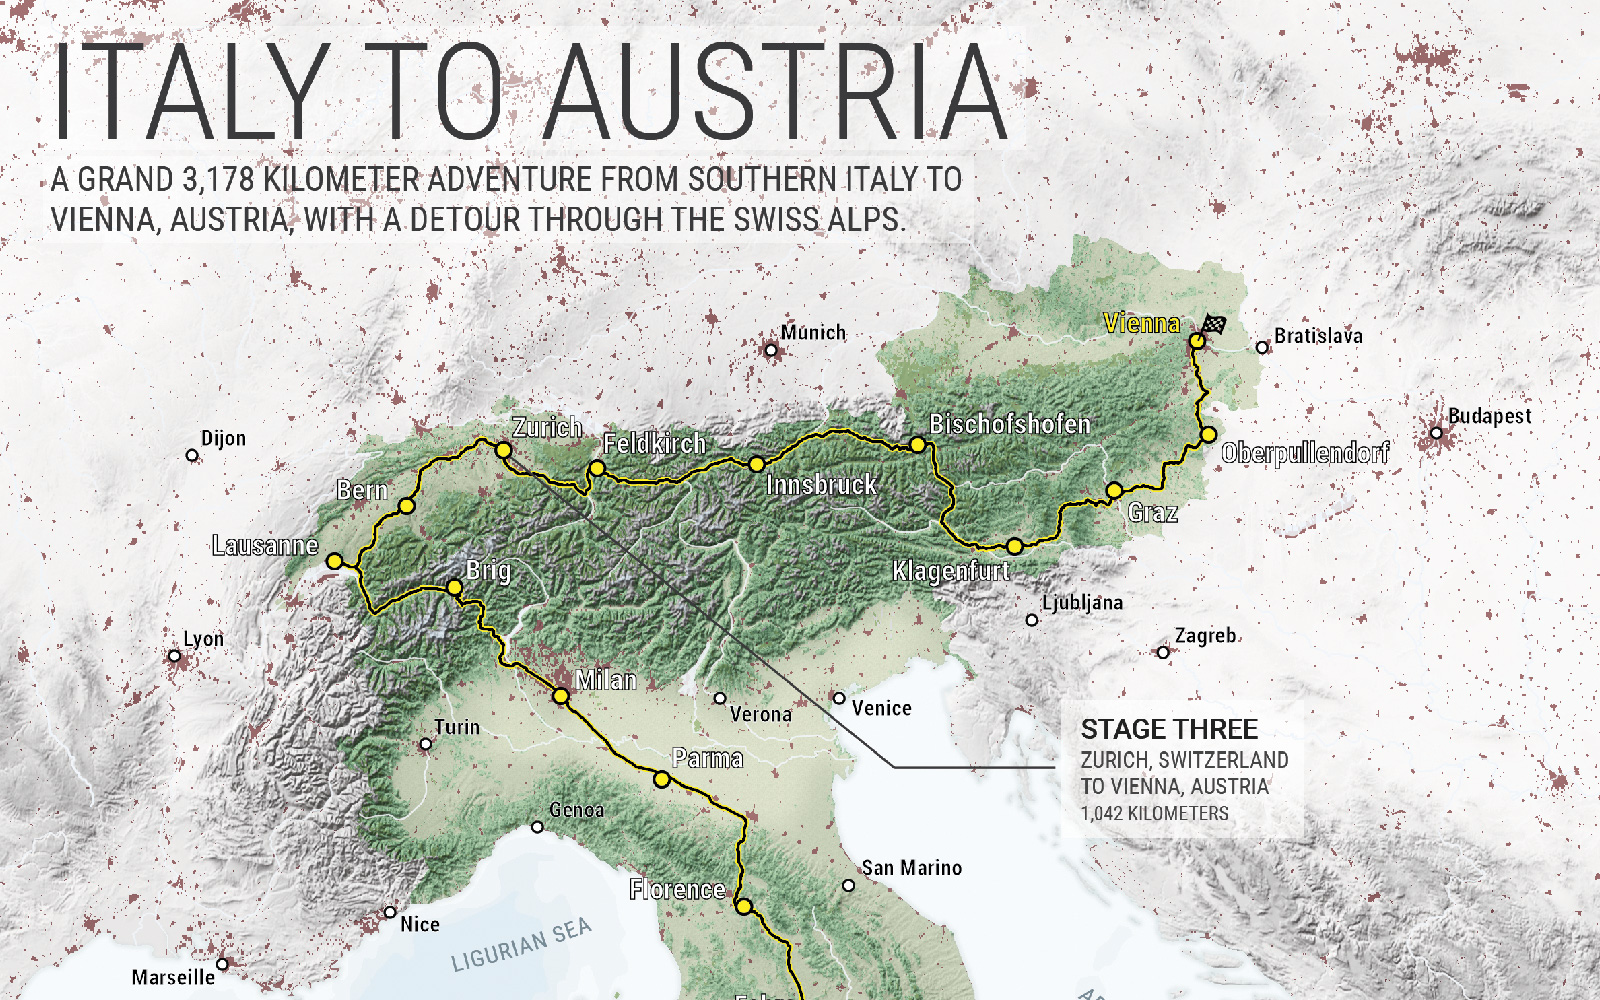 ITALY TO AUSTRIA
A GRAND 3,178 KILOMETER ADVENTURE FROM SOUTHERN ITALY TO
VIENNA, AUSTRIA, WITH A DETOUR THROUGH THE SWISS ALPS.
Vienna
Munich
Bratislava
Budapest
Bischofshofen
Zurich
Dijon
Feldkirch
Oberpullendorf
Innsbruck
Bern
Graz
Lausanne
Brig
Klagenfurt
Ljubljana
Zagreb
Lyon
Milan
Venice
Verona
Turin
STAGE THREE
ZURICH, SWITZERLAND
TO VIENNA, AUSTRIA
1,042 KILOMETERS
Parma
Genoa
San Marino
Florence
Nice
LIGURIAN SEA
Marseille